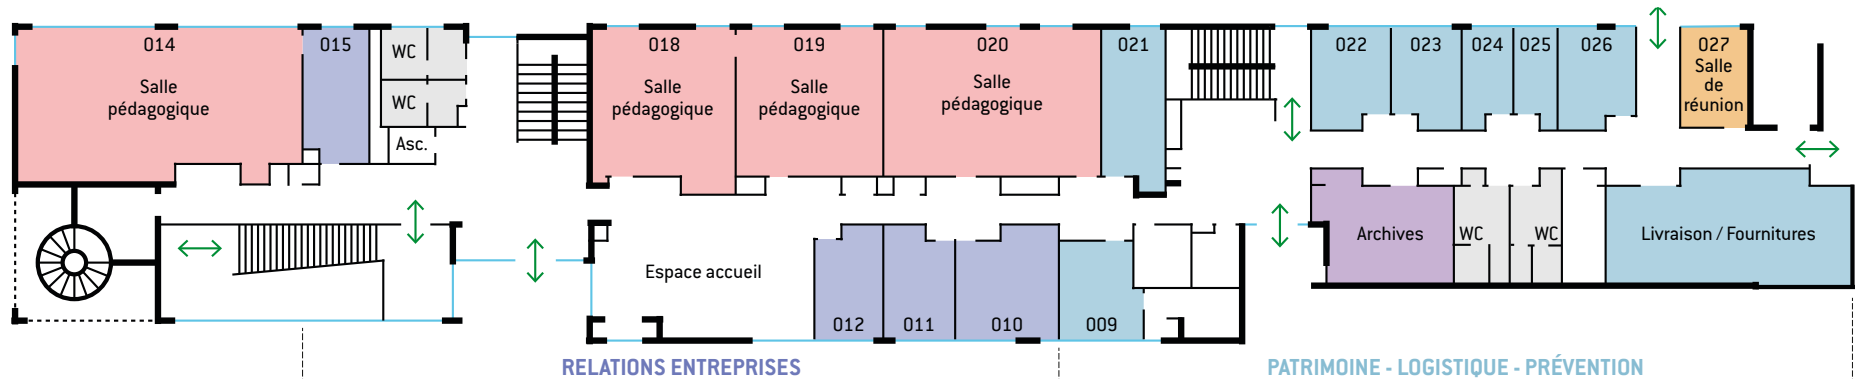 014
Salle
pédagogique
015
WC
WC
Asc.
018
Salle
pédagogique
019
Salle
pédagogique
020
Salle
pédagogique
021
022
023
024
025
026
027
Salle
de
réunion
Espace accueil
012
011
010
009
Archives
WC
WC
Livraison / Fournitures
RELATIONS ENTREPRISES
PATRIMOINE - LOGISTIQUE - PRÉVENTION